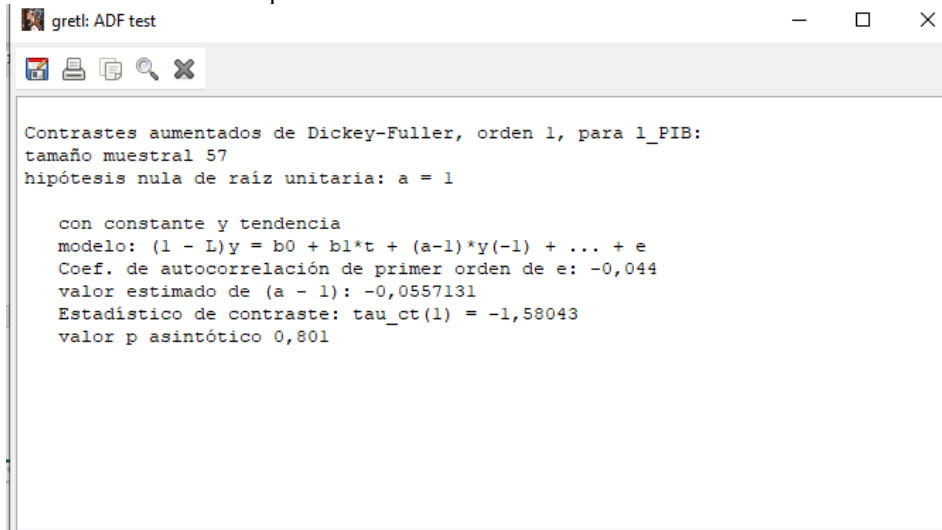 gretl: ADF test
Contrastes aumentados de Dickey-Fuller, orden 1, para l_PIB:
tamaño muestral 57
hipótesis nula de raíz unitaria: a = 1
con constante y tendencia
modelo: (1 - L)y = b0 + b1*t + (a-1)*y(-1) + ... + e
Coef. de autocorrelación de primer orden de e: -0,044
valor estimado de (a - 1): -0,0557131
Estadístico de contraste: tau_ct(1) = -1,58043
valor p asintótico 0,801